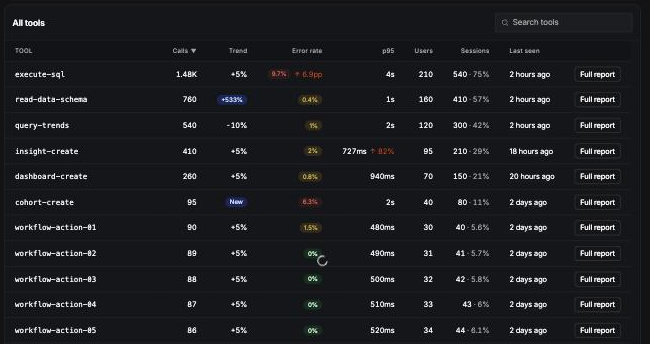 All tools
Search tools
TOOL Calls ▼ Trend Error rate p95 Users Sessions Last seen
execute-sql 1.48K +5% 9.7% ↑ 6.9pp 4s 210 540 · 75% 2 hours ago Full report
read-data-schema 760 +533% 0.4% 1s 160 410 · 57% 2 hours ago Full report
query-trends 540 -10% 1% 2s 120 300 · 42% 2 hours ago Full report
insight-create 410 +5% 2% 727ms ↑ 82% 95 210 · 29% 18 hours ago Full report
dashboard-create 260 +5% 0.8% 940ms 70 150 · 21% 20 hours ago Full report
cohort-create 95 New 6.3% 2s 40 80 · 11% 2 days ago Full report
workflow-action-01 90 +5% 1.5% 480ms 30 40 · 5.6% 2 days ago Full report
workflow-action-02 89 +5% 0% 490ms 31 41 · 5.7% 2 days ago Full report
workflow-action-03 88 +5% 0% 500ms 32 42 · 5.8% 2 days ago Full report
workflow-action-04 87 +5% 0% 510ms 33 43 · 6% 2 days ago Full report
workflow-action-05 86 +5% 0% 520ms 34 44 · 6.1% 2 days ago Full report